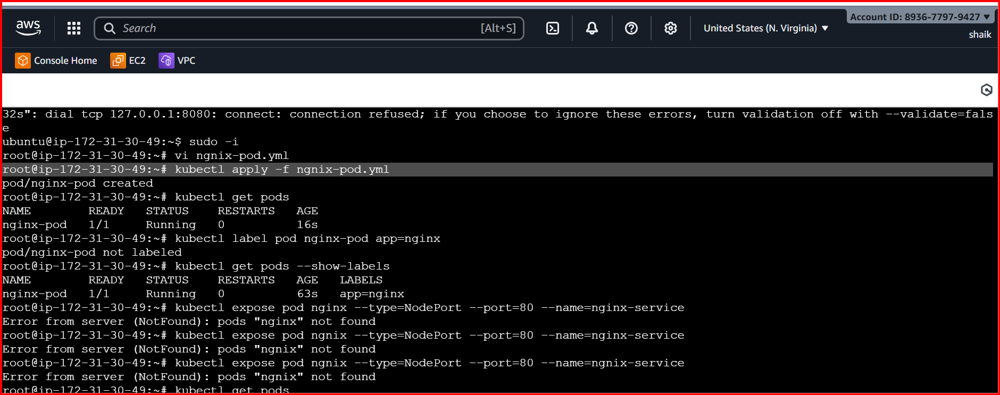 Account ID: 8936-7797-9427
aws
Search
[Alt+S]
United States (N. Virginia)
shaik
Console Home
EC2
VPC
32s": dial tcp 127.0.0.1:8080: connect: connection refused; if you choose to ignore these errors, turn validation off with --validate=fals
e
ubuntu@ip-172-31-30-49:~$ sudo -i
root@ip-172-31-30-49:~# vi ngnix-pod.yml
root@ip-172-31-30-49:~# kubectl apply -f ngnix-pod.yml
pod/nginx-pod created
root@ip-172-31-30-49:~# kubectl get pods
NAME        READY   STATUS    RESTARTS   AGE
nginx-pod   1/1     Running   0          16s
root@ip-172-31-30-49:~# kubectl label pod nginx-pod app=nginx
pod/nginx-pod not labeled
root@ip-172-31-30-49:~# kubectl get pods --show-labels
NAME        READY   STATUS    RESTARTS   AGE   LABELS
nginx-pod   1/1     Running   0          63s   app=nginx
root@ip-172-31-30-49:~# kubectl expose pod nginx --type=NodePort --port=80 --name=nginx-service
Error from server (NotFound): pods "nginx" not found
root@ip-172-31-30-49:~# kubectl expose pod ngnix --type=NodePort --port=80 --name=nginx-service
Error from server (NotFound): pods "ngnix" not found
root@ip-172-31-30-49:~# kubectl expose pod ngnix --type=NodePort --port=80 --name=ngnix-service
Error from server (NotFound): pods "ngnix" not found
root@ip-172-31-30-49:~# kubectl get pods